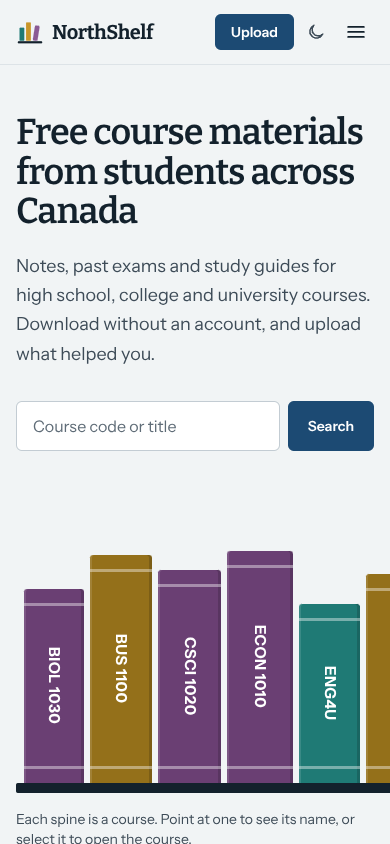 NorthShelf
Upload
Free course materials
from students across
Canada
Notes, past exams and study guides for
high school, college and university courses.
Download without an account, and upload
what helped you.
Course code or title
Search
BIOL 1030
BUS 1100
CSCI 1020
ECON 1010
ENG4U
Each spine is a course. Point at one to see its name, or
select it to open the course.